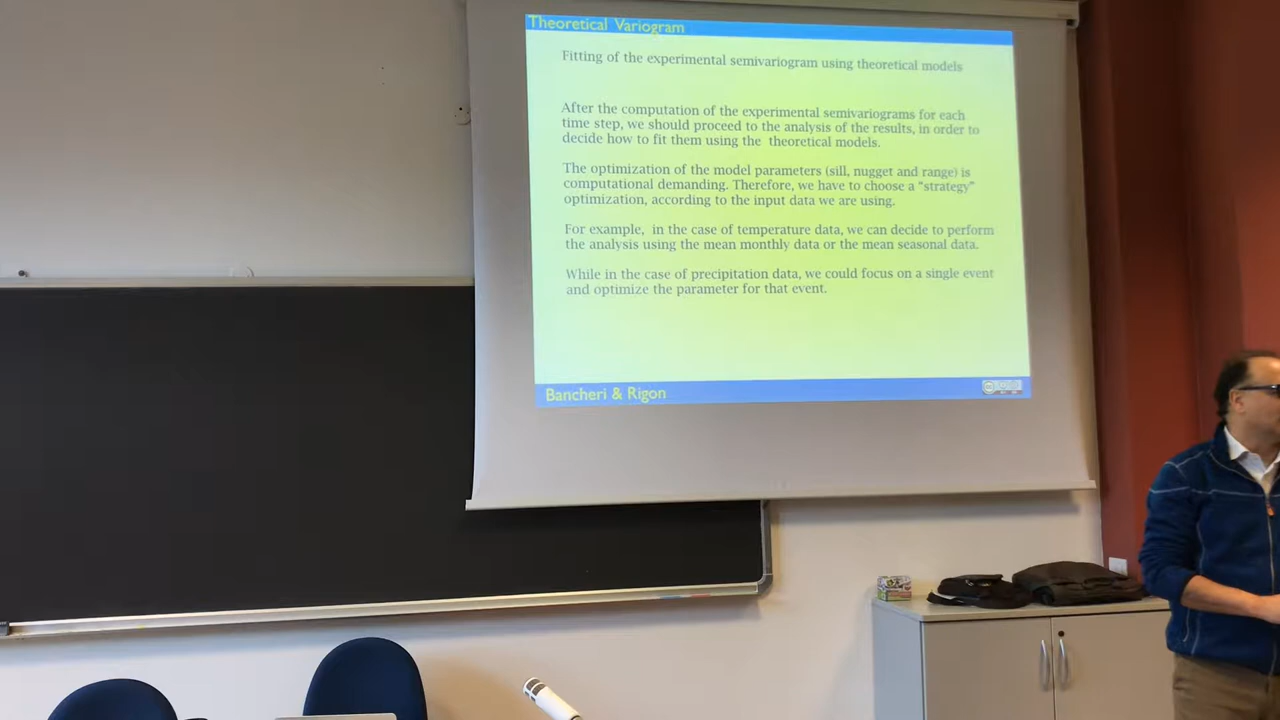 Theoretical Variogram
Fitting of the experimental semivariogram using theoretical models
After the computation of the experimental semivariograms for each
time step, we should proceed to the analysis of the results, in order to
decide how to fit them using the theoretical models.
The optimization of the model parameters (sill, nugget and range) is
computational demanding. Therefore, we have to choose a “strategy”
optimization, according to the input data we are using.
For example, in the case of temperature data, we can decide to perform
the analysis using the mean monthly data or the mean seasonal data.
While in the case of precipitation data, we could focus on a single event
and optimize the parameter for that event.
Bancheri & Rigon